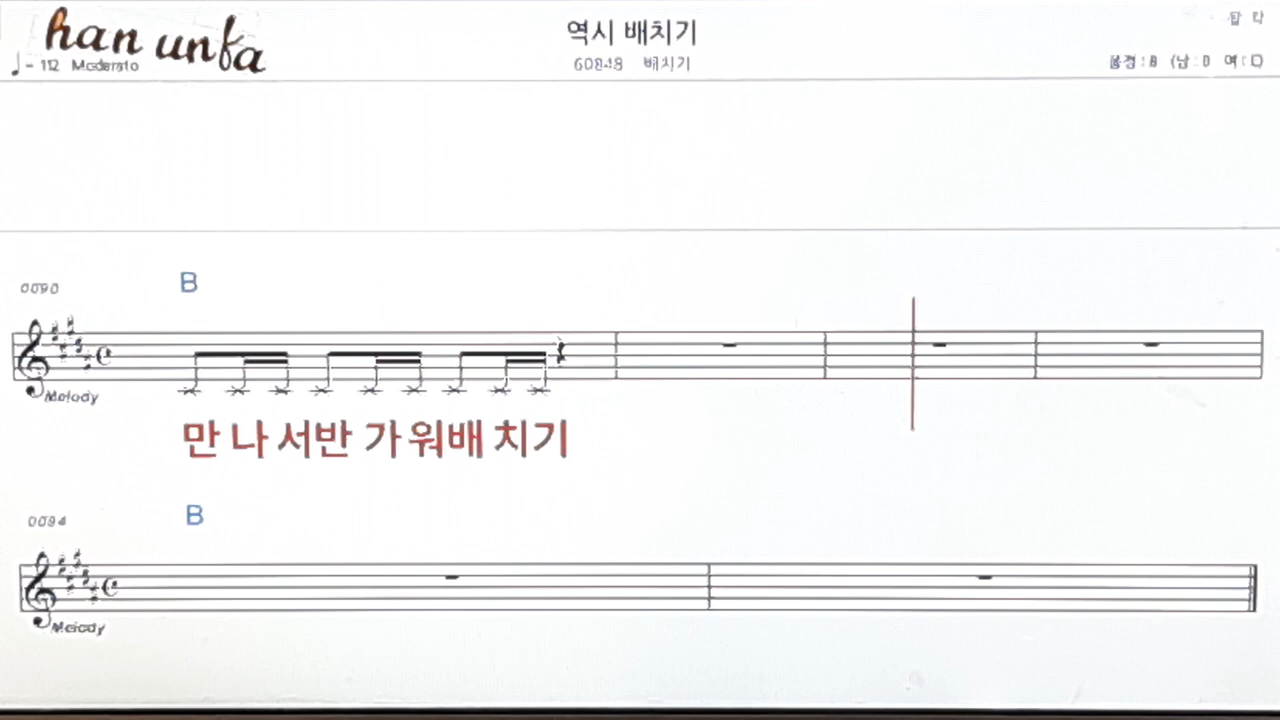 han unfa
역시 배치기
♩= 112 Moderato
60848 배치기
0090
B
Melody
만 나 서반 가 워배 치기
0094
B
Melody